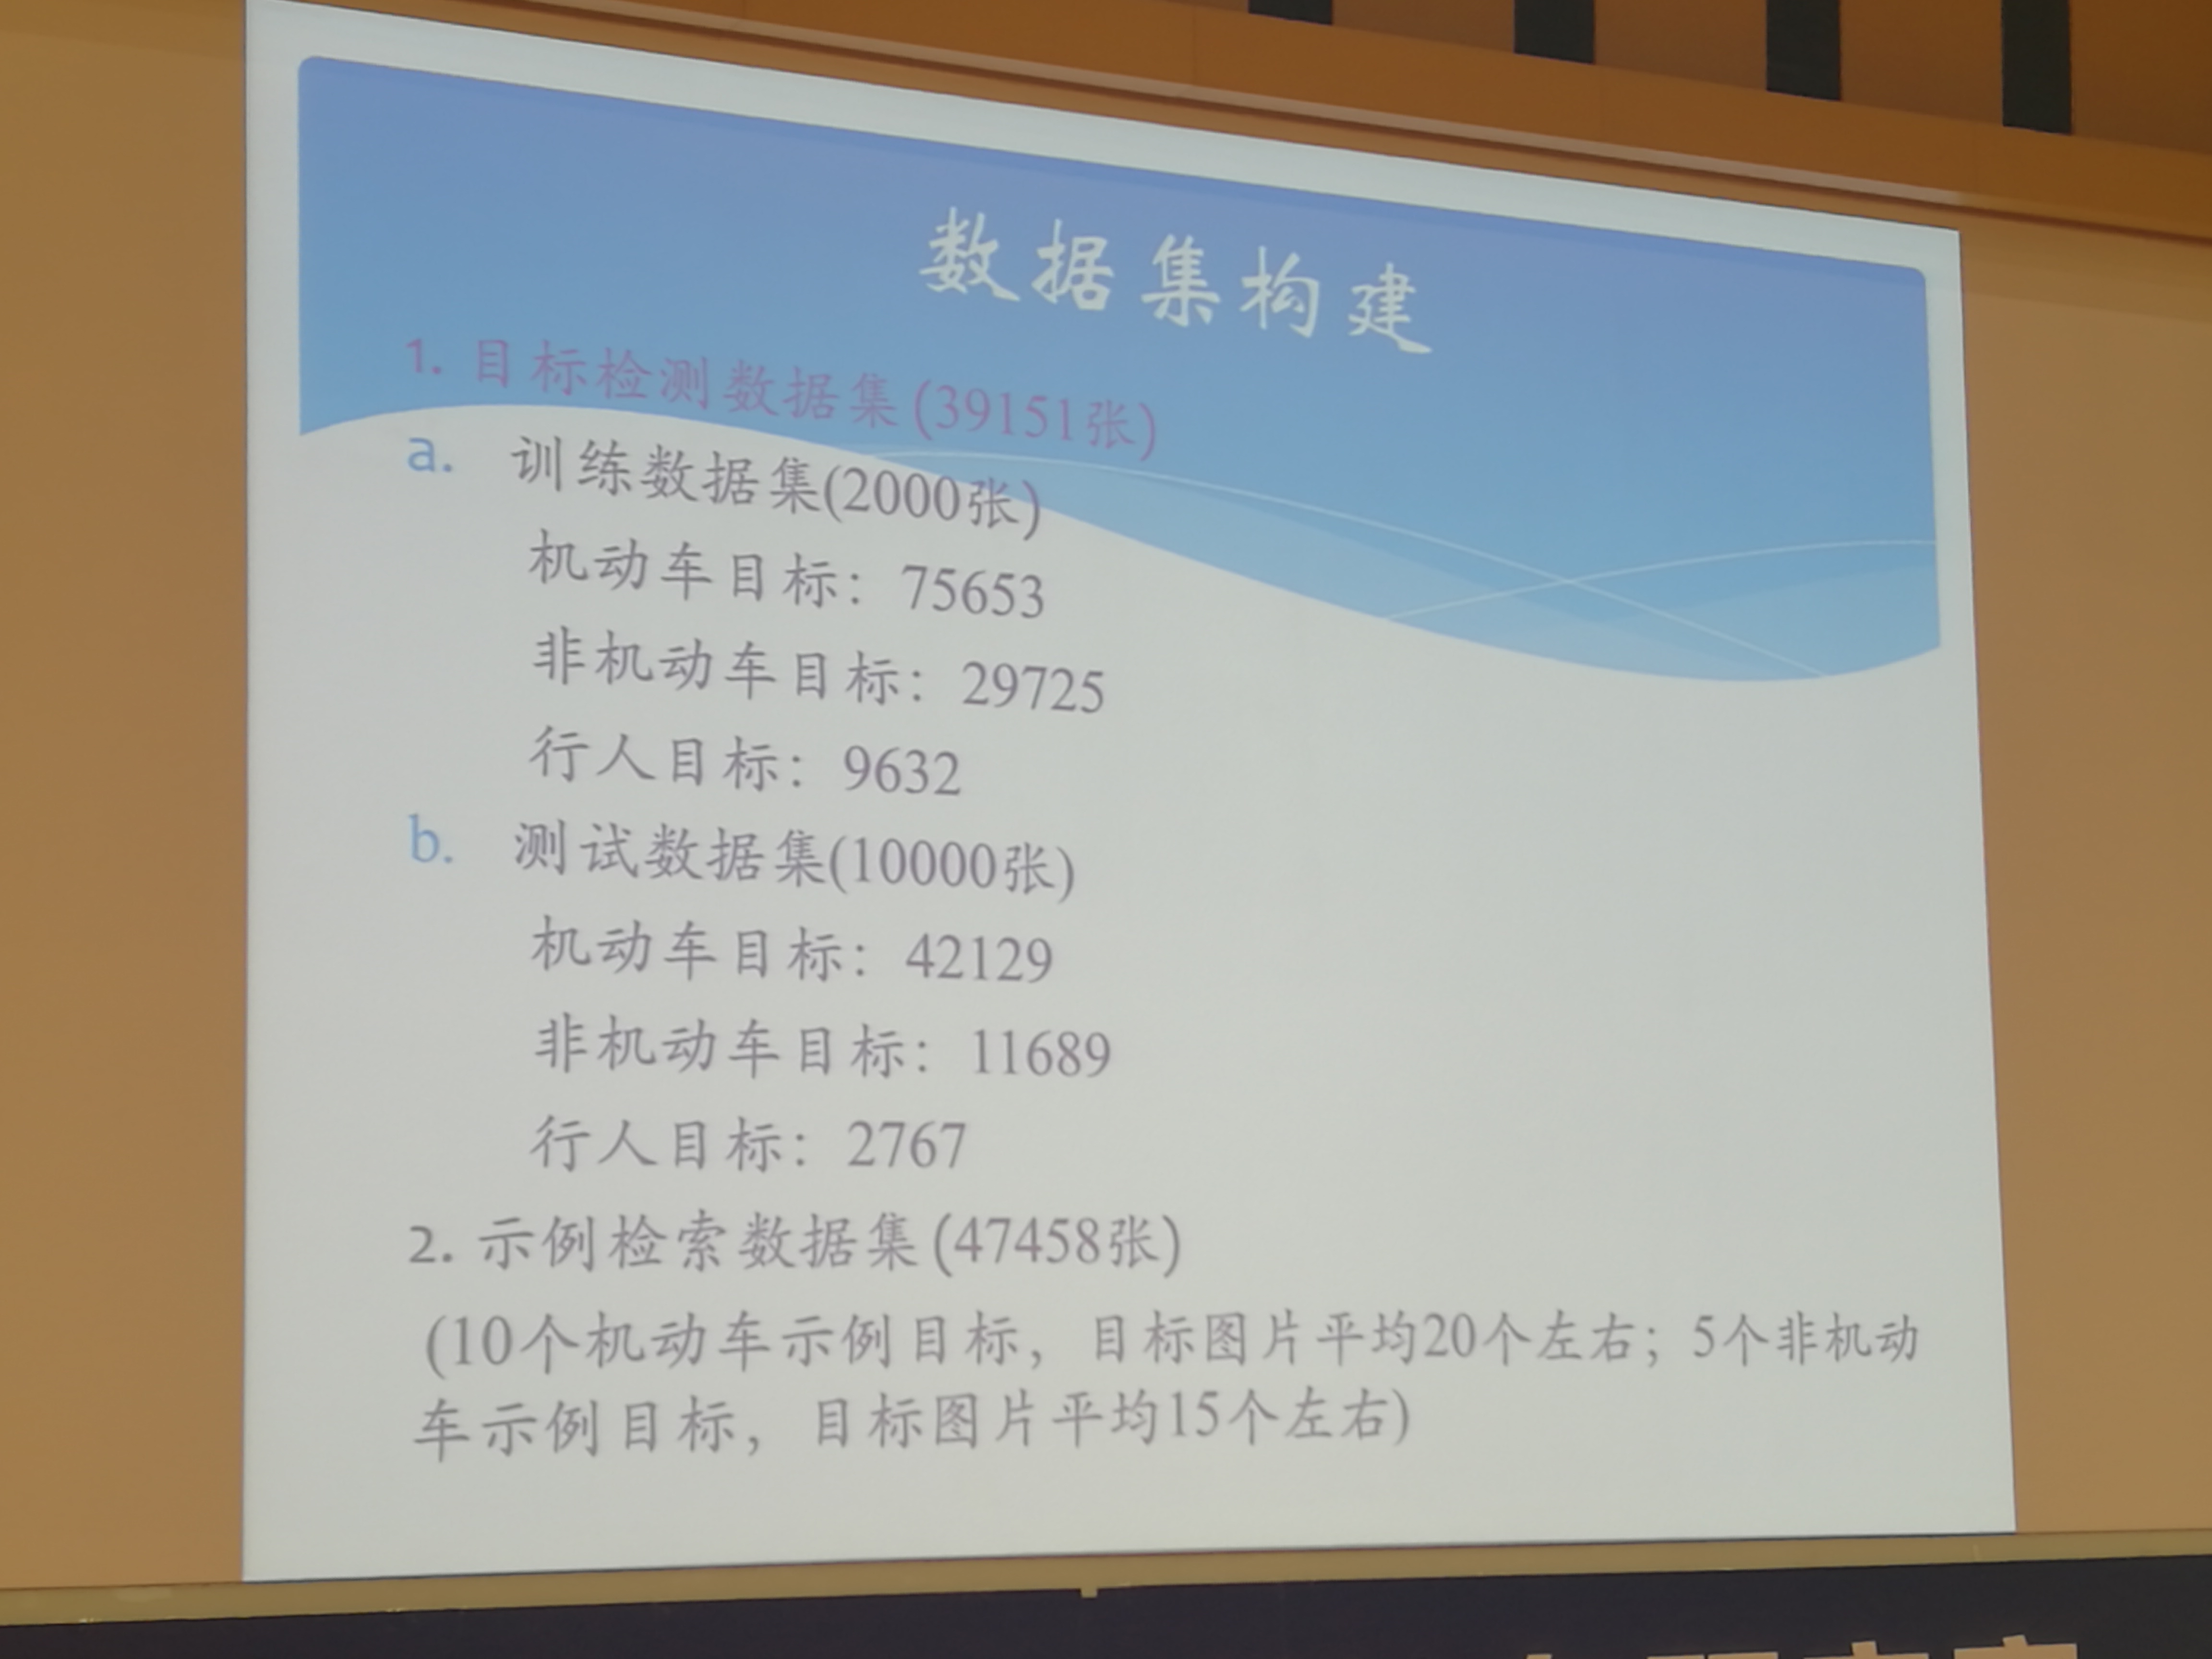 数据集构建
1. 目标检测数据集(39151张)
a. 训练数据集(2000张)
机动车目标：75653
非机动车目标：29725
行人目标：9632
b. 测试数据集(10000张)
机动车目标：42129
非机动车目标：11689
行人目标：2767
2. 示例检索数据集(47458张)
(10个机动车示例目标，目标图片平均20个左右；5个非机动
车示例目标，目标图片平均15个左右)